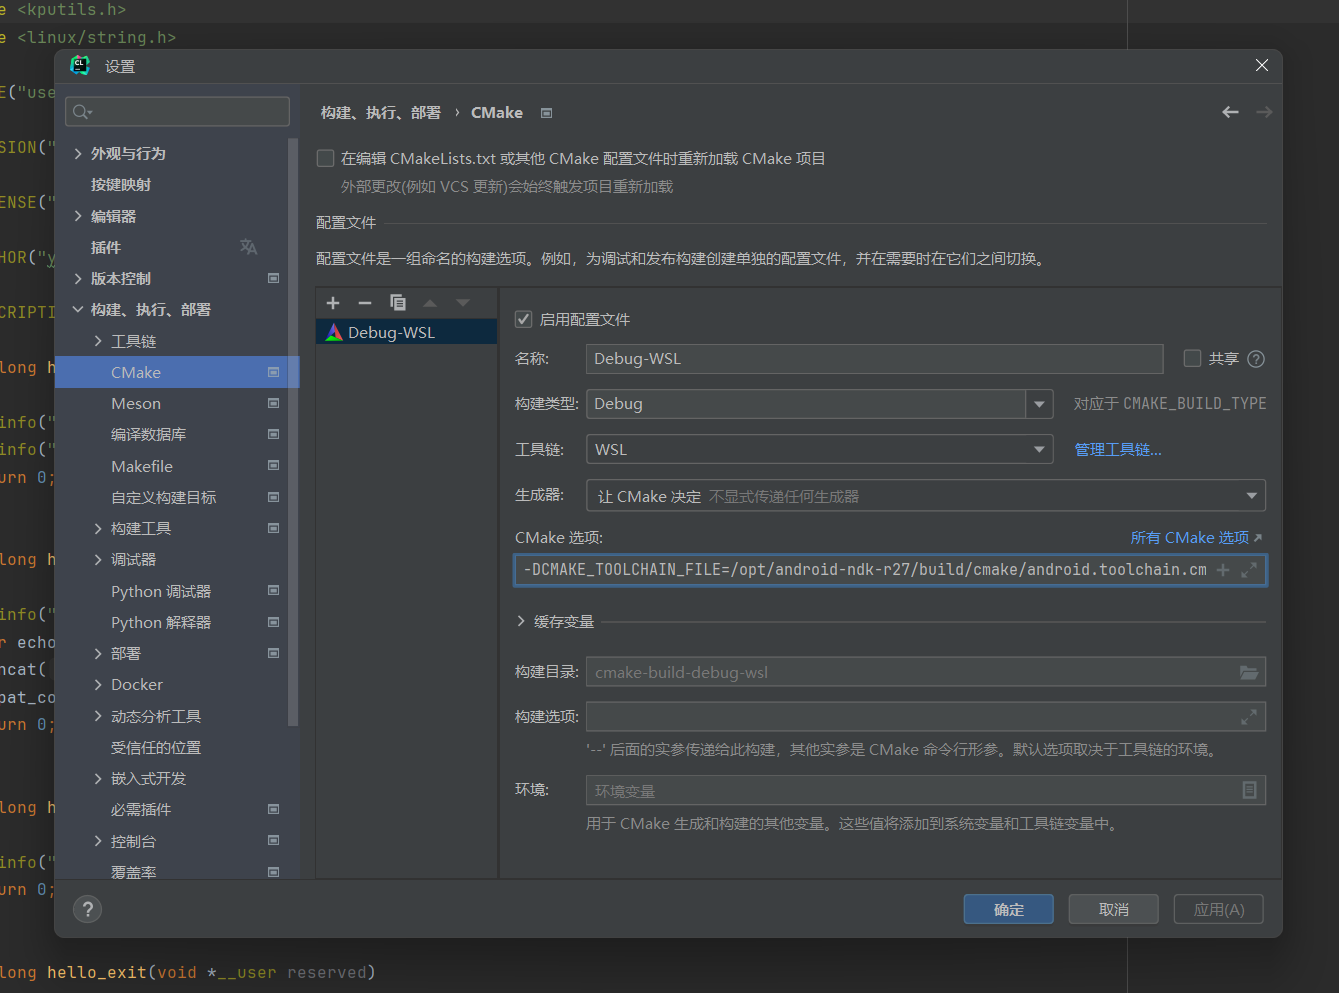 e <kputils.h>
e <linux/string.h>
设置
E("use
SION("
ENSE("
HOR("y
CRIPTI
long h
info("
info("
urn 0;
long h
info("
r echo
ncat(
pat_co
urn 0;
long h
info("
urn 0;
long hello_exit(void *__user reserved)
外观与行为
按键映射
编辑器
插件
版本控制
构建、执行、部署
工具链
CMake
Meson
编译数据库
Makefile
自定义构建目标
构建工具
调试器
Python 调试器
Python 解释器
部署
Docker
动态分析工具
受信任的位置
嵌入式开发
必需插件
控制台
覆盖率
构建、执行、部署 › CMake
在编辑 CMakeLists.txt 或其他 CMake 配置文件时重新加载 CMake 项目
外部更改(例如 VCS 更新)会始终触发项目重新加载
配置文件
配置文件是一组命名的构建选项。例如，为调试和发布构建创建单独的配置文件，并在需要时在它们之间切换。
Debug-WSL
启用配置文件
名称: Debug-WSL 共享
构建类型: Debug 对应于 CMAKE_BUILD_TYPE
工具链: WSL 管理工具链...
生成器: 让 CMake 决定 不显式传递任何生成器
CMake 选项: 所有 CMake 选项
-DCMAKE_TOOLCHAIN_FILE=/opt/android-ndk-r27/build/cmake/android.toolchain.cm
缓存变量
构建目录: cmake-build-debug-wsl
构建选项:
'--' 后面的实参传递给此构建，其他实参是 CMake 命令行形参。默认选项取决于工具链的环境。
环境: 环境变量
用于 CMake 生成和构建的其他变量。这些值将添加到系统变量和工具链变量中。
确定 取消 应用(A)